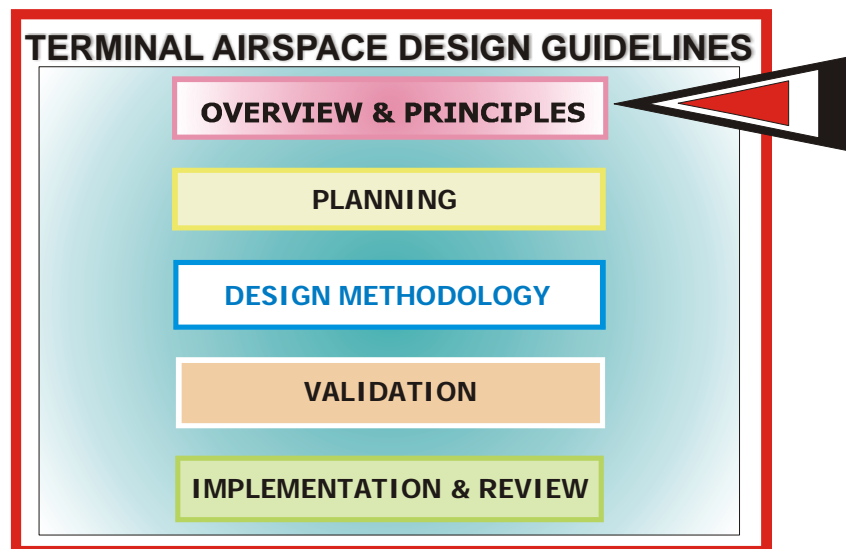 TERMINAL AIRSPACE DESIGN GUIDELINES
OVERVIEW & PRINCIPLES
PLANNING
DESIGN METHODOLOGY
VALIDATION
IMPLEMENTATION & REVIEW